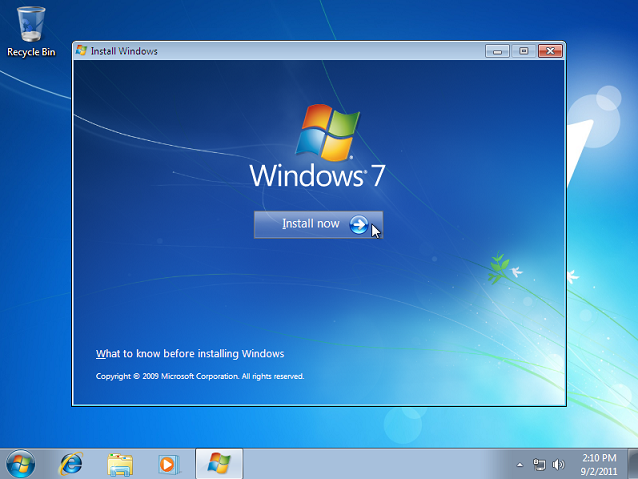 Recycle Bin
Install Windows
Windows 7
Install now
What to know before installing Windows
Copyright © 2009 Microsoft Corporation. All rights reserved.
2:10 PM
9/2/2011